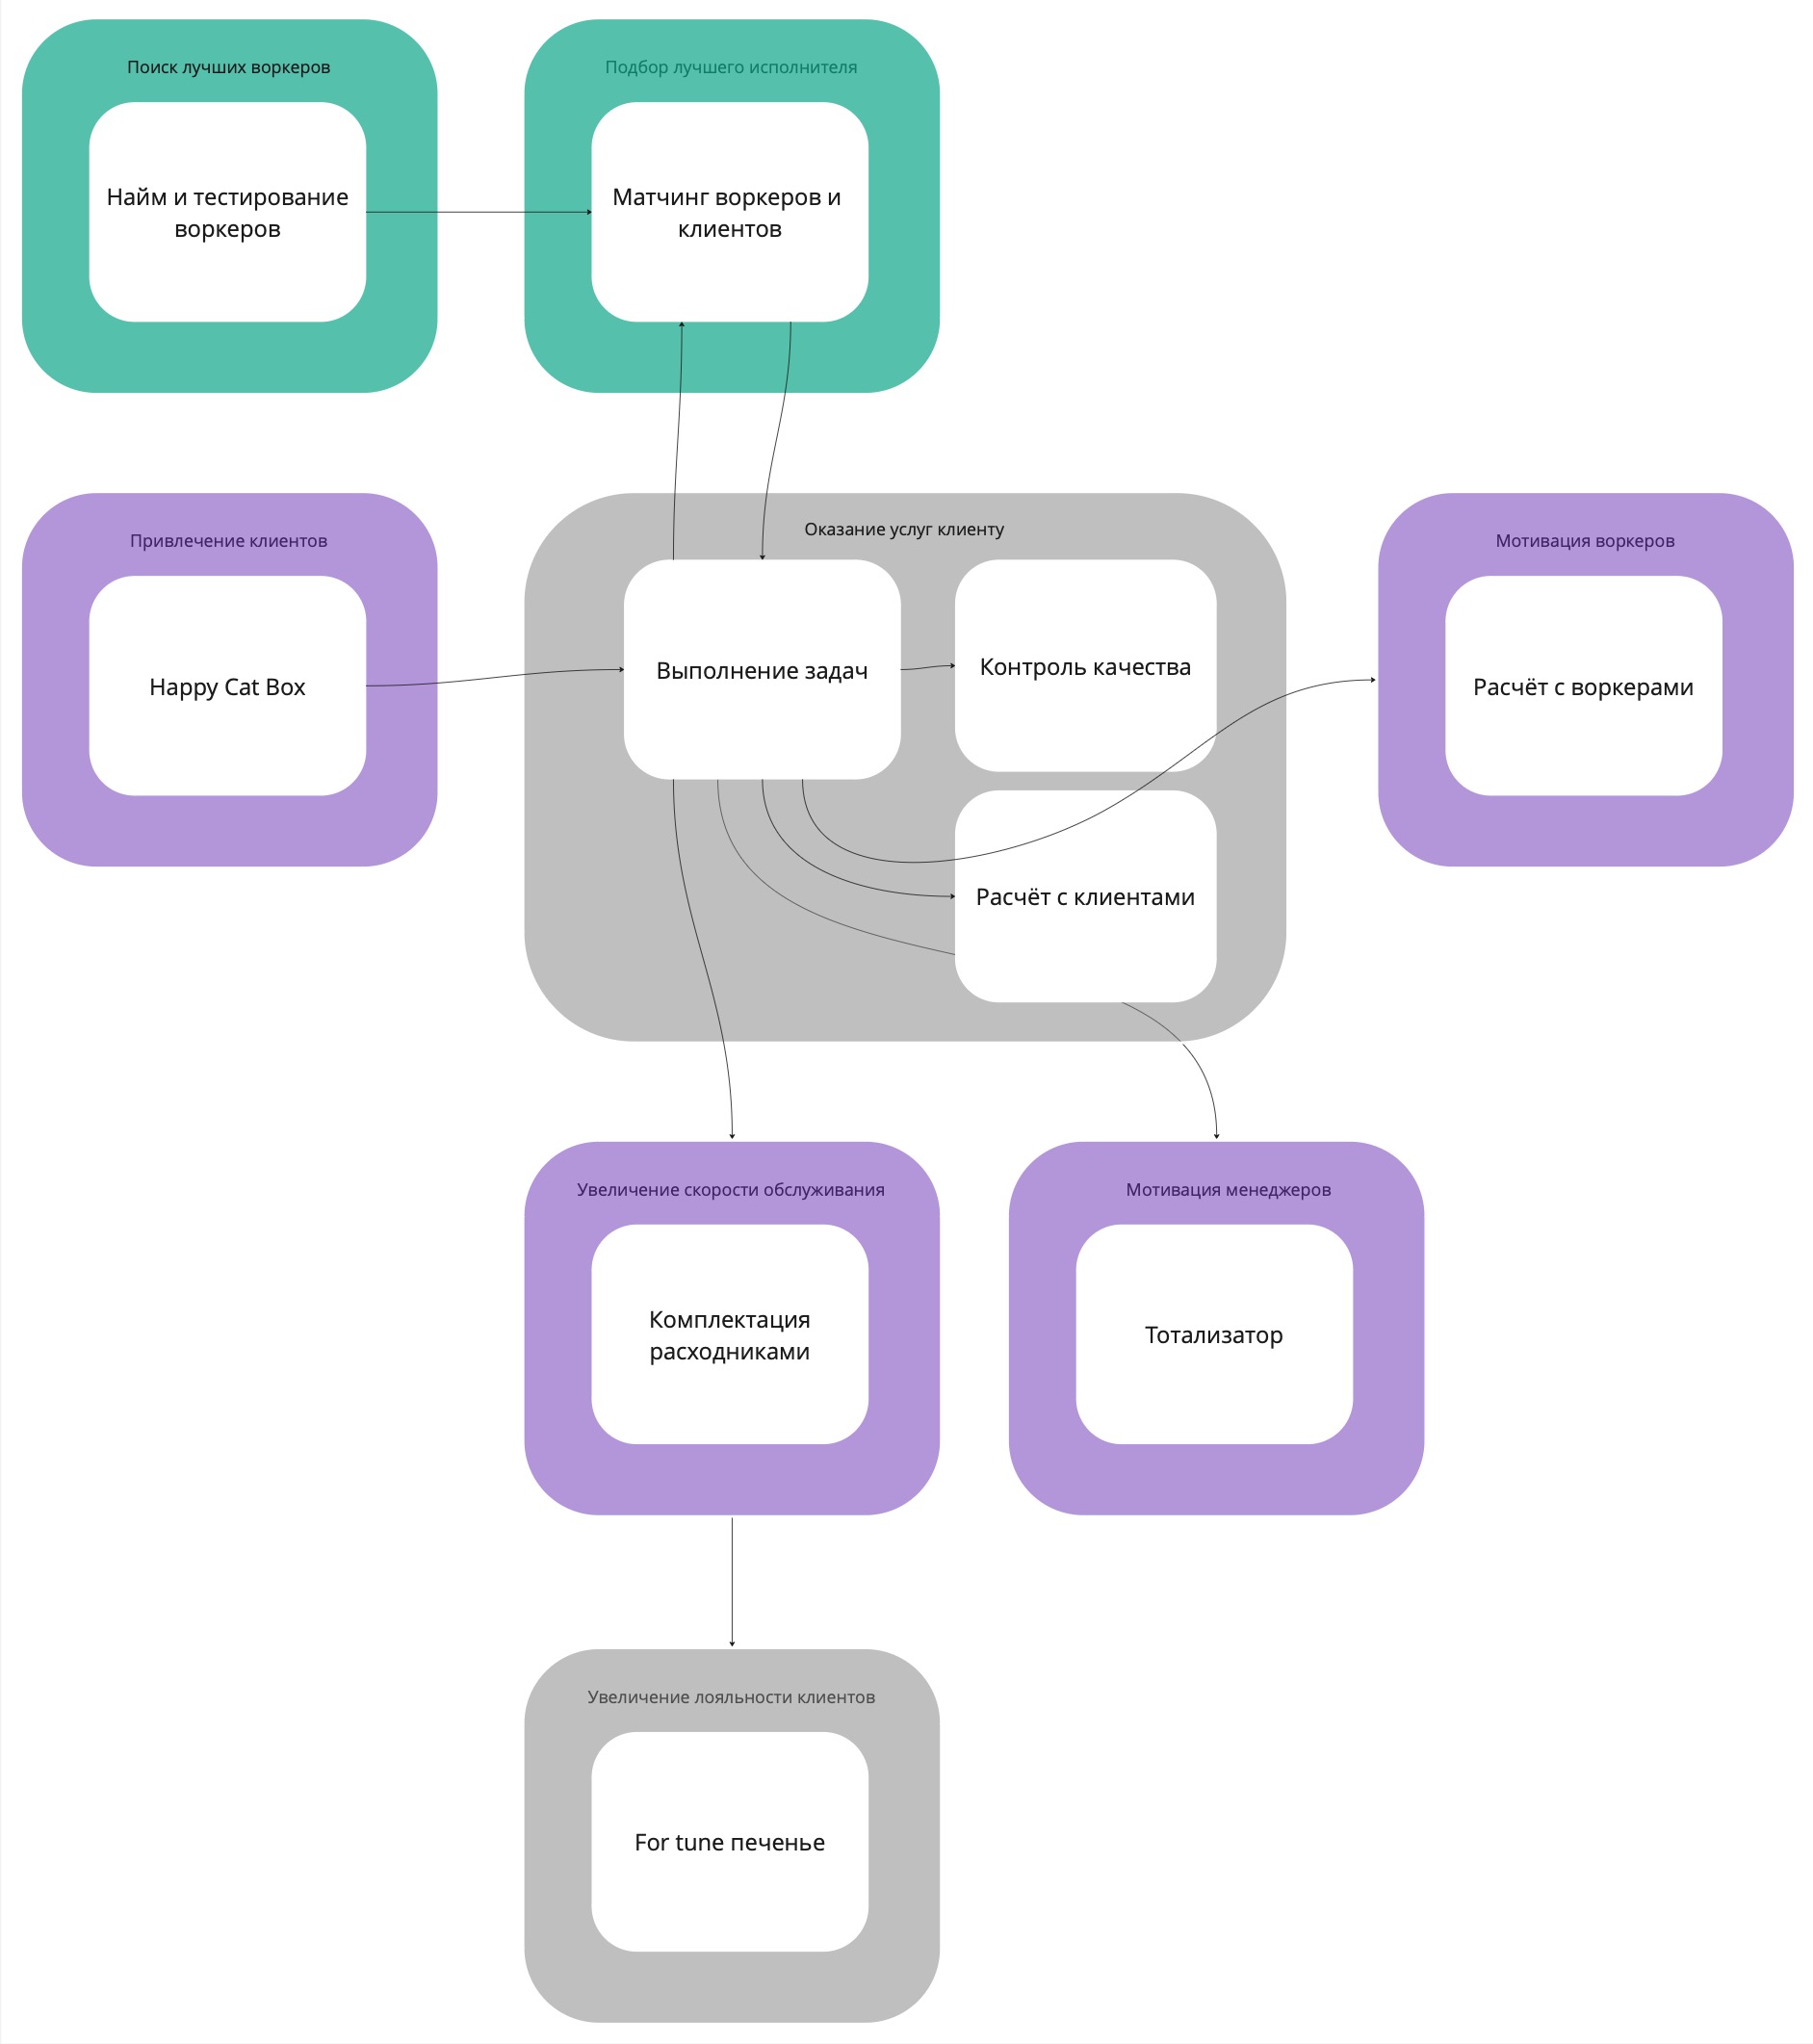 Поиск лучших воркеров
Найм и тестирование
воркеров
Подбор лучшего исполнителя
Матчинг воркеров и
клиентов
Привлечение клиентов
Happy Cat Box
Оказание услуг клиенту
Выполнение задач
Контроль качества
Расчёт с клиентами
Мотивация воркеров
Расчёт с воркерами
Увеличение скорости обслуживания
Комплектация
расходниками
Мотивация менеджеров
Тотализатор
Увеличение лояльности клиентов
For tune печенье